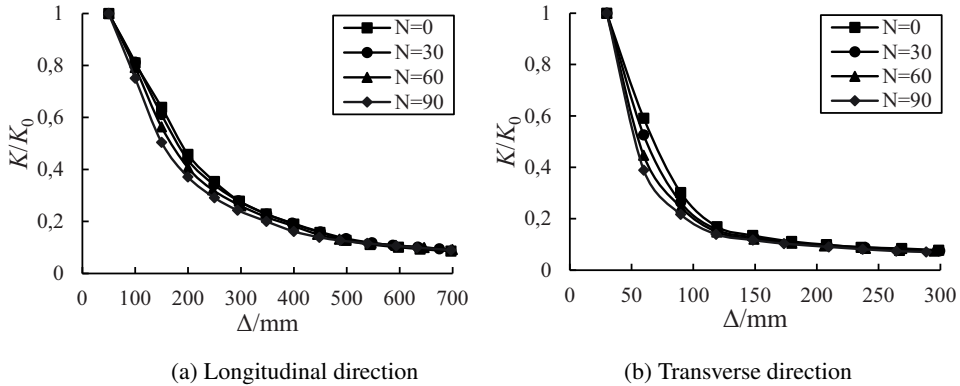 1
0,8
0,6
0,4
0,2
0
K/K₀
0 100 200 300 400 500 600 700
Δ/mm
N=0
N=30
N=60
N=90
(a) Longitudinal direction
1
0,8
0,6
0,4
0,2
0
K/K₀
0 50 100 150 200 250 300
Δ/mm
N=0
N=30
N=60
N=90
(b) Transverse direction